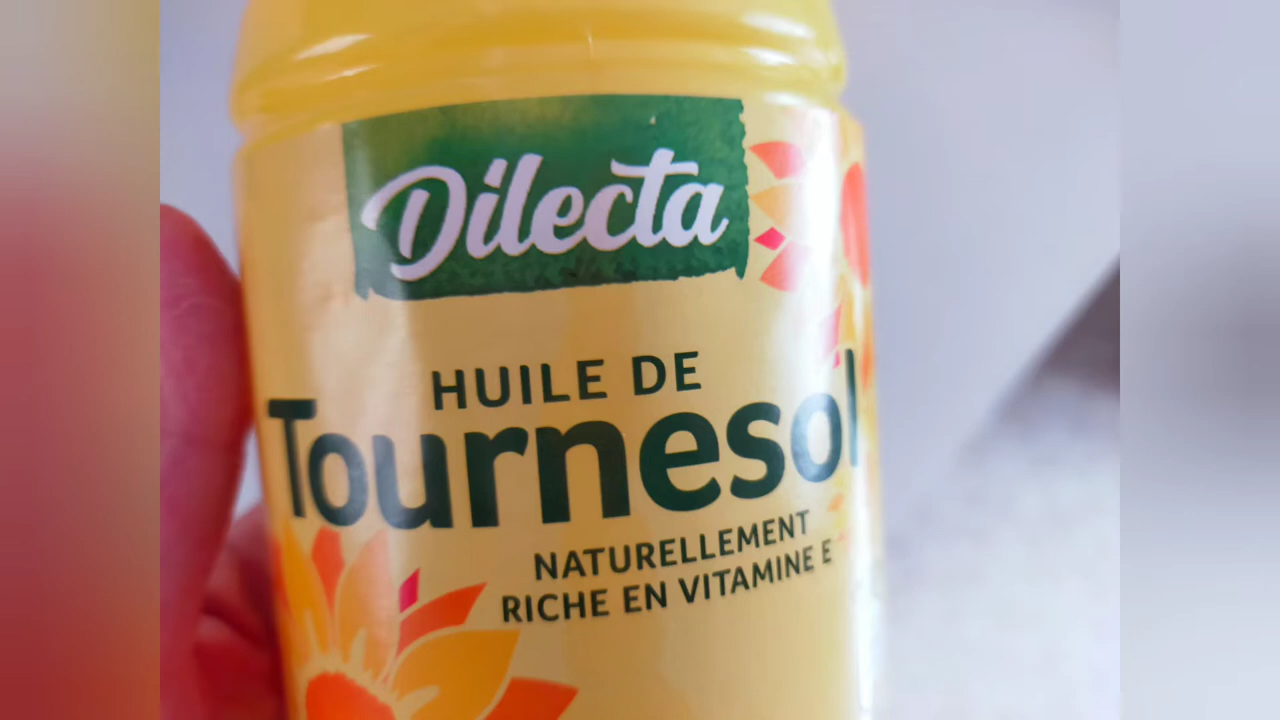 Dilecta
HUILE DE
Tournesol
NATURELLEMENT
RICHE EN VITAMINE E